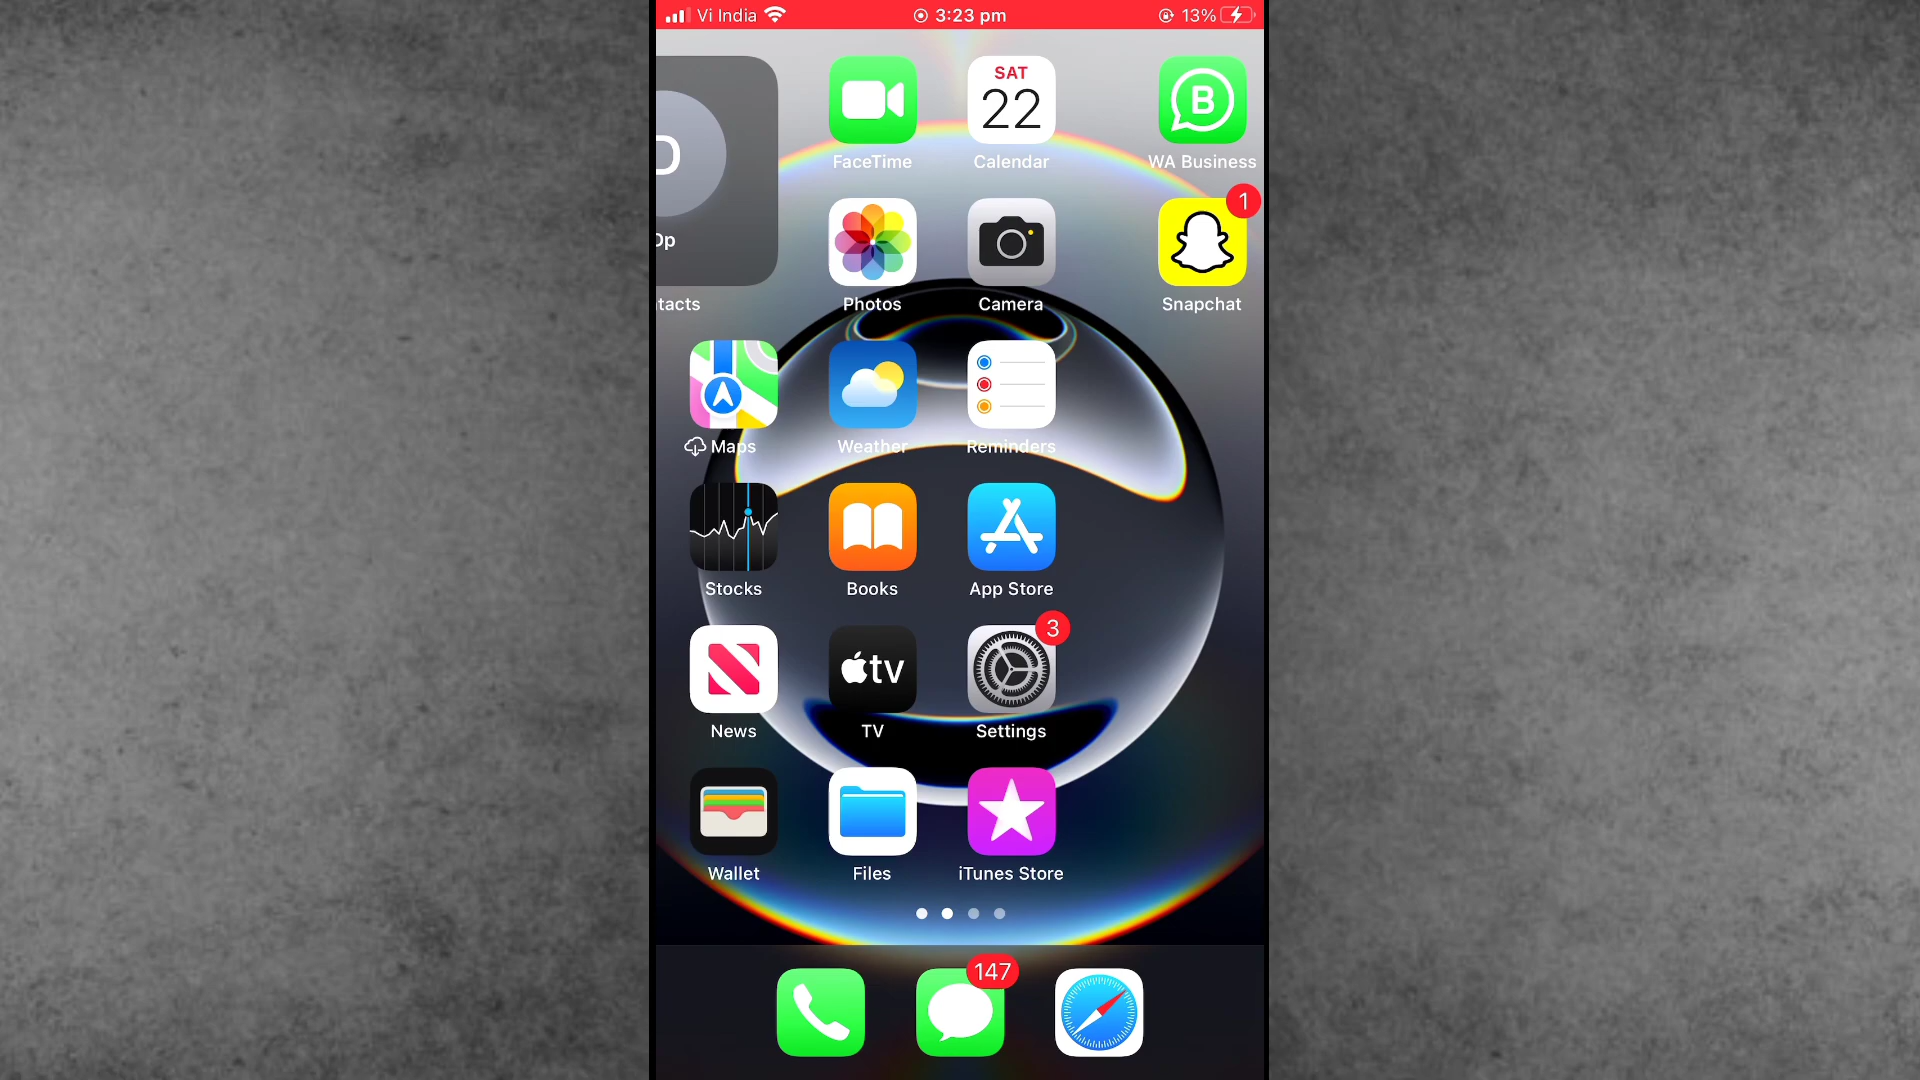 Vi India 3:23 pm 13%
SAT
22
B
FaceTime Calendar WA Business
1
Op
tacts Photos Camera Snapchat
Maps Weather Reminders
Stocks Books App Store
3
tv
News TV Settings
Wallet Files iTunes Store
147